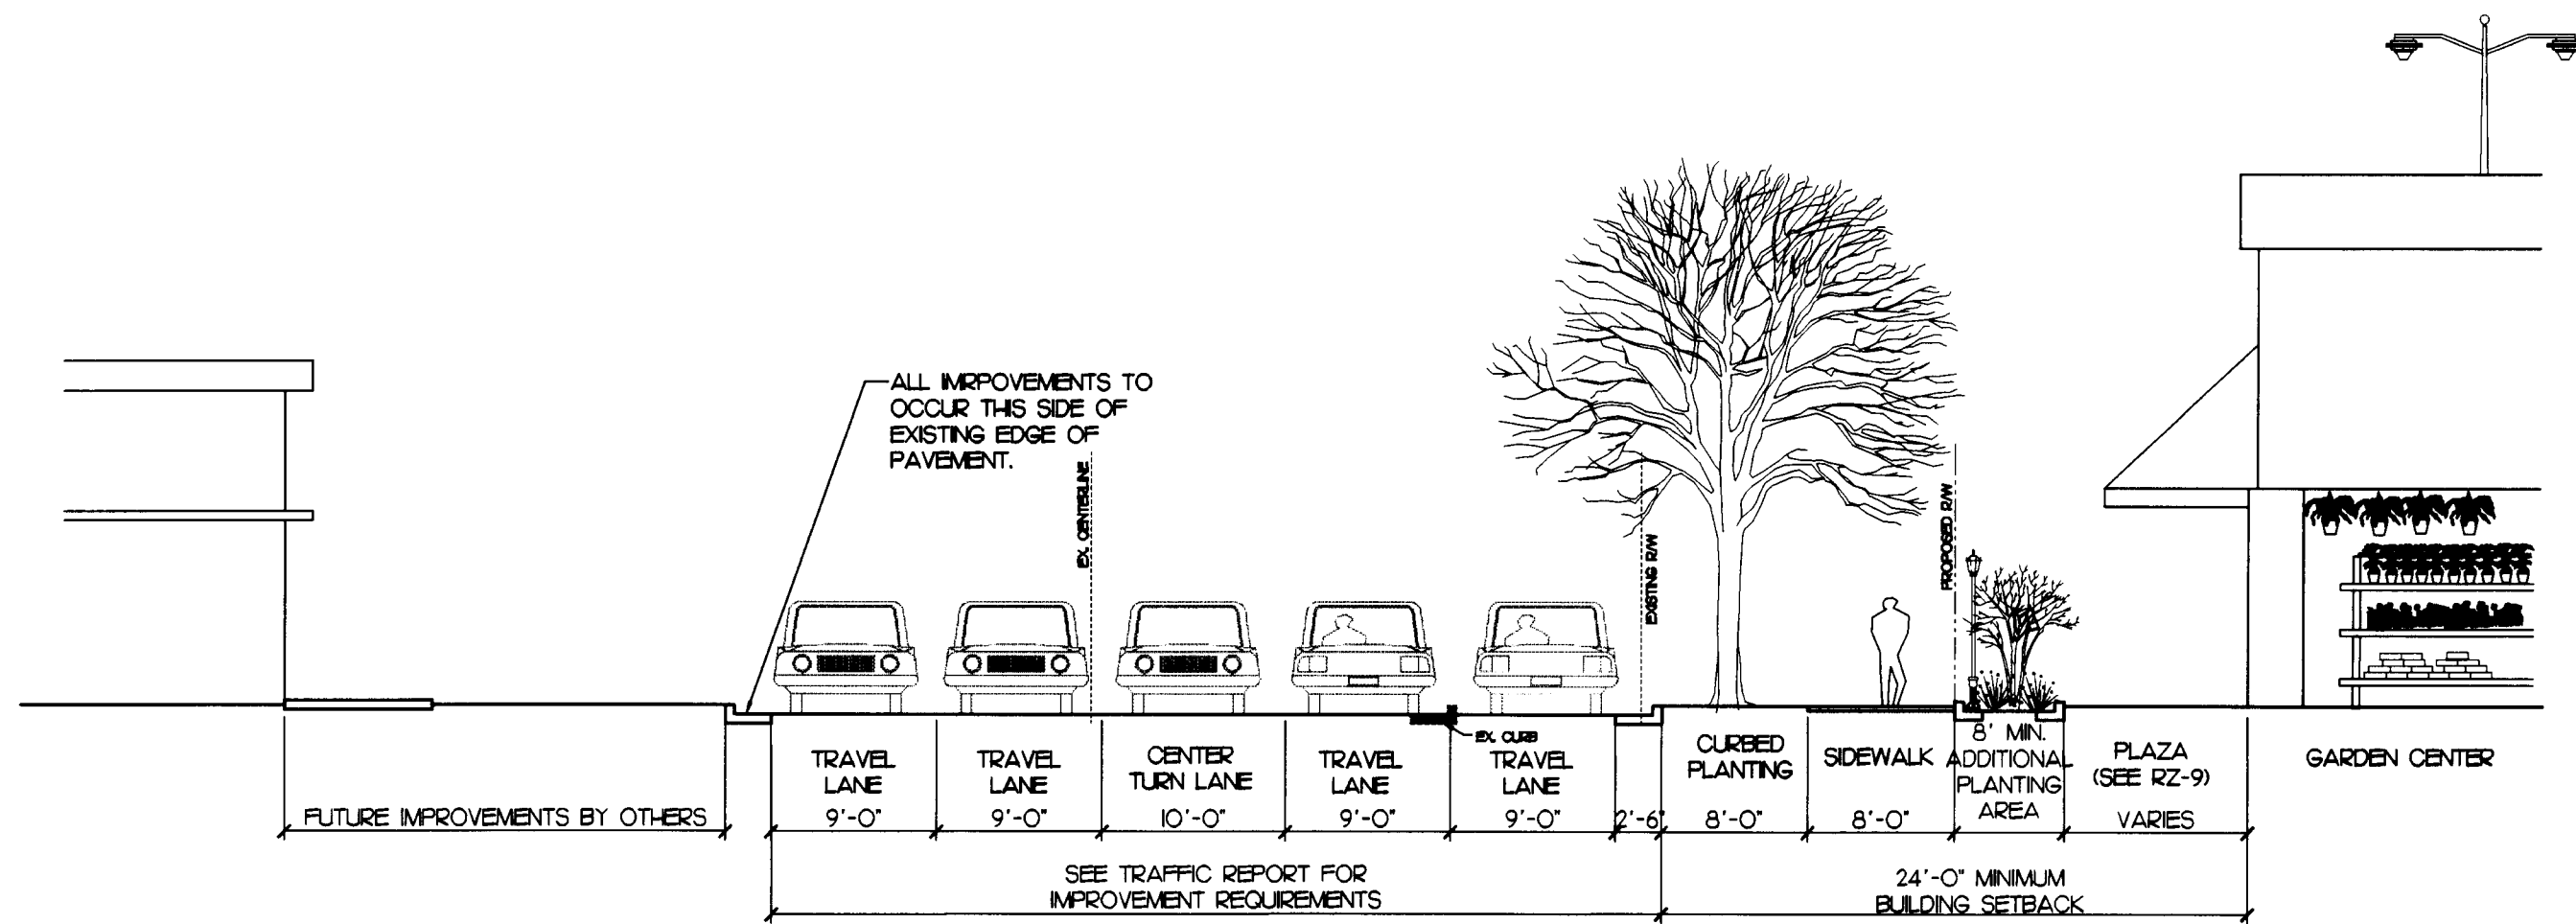 ALL IMRPOVEMENTS TO
OCCUR THIS SIDE OF
EXISTING EDGE OF
PAVEMENT.
EX. CENTERLINE
EXISTING R/W
PROPOSED R/W
EX. CURB
TRAVEL
LANE
9'-0"
TRAVEL
LANE
9'-0"
CENTER
TURN LANE
10'-0"
TRAVEL
LANE
9'-0"
TRAVEL
LANE
9'-0"
2'-6"
CURBED
PLANTING
8'-0"
SIDEWALK
8'-0"
8' MIN.
ADDITIONAL
PLANTING
AREA
PLAZA
(SEE RZ-9)
VARIES
GARDEN CENTER
FUTURE IMPROVEMENTS BY OTHERS
SEE TRAFFIC REPORT FOR
IMPROVEMENT REQUIREMENTS
24'-0" MINIMUM
BUILDING SETBACK